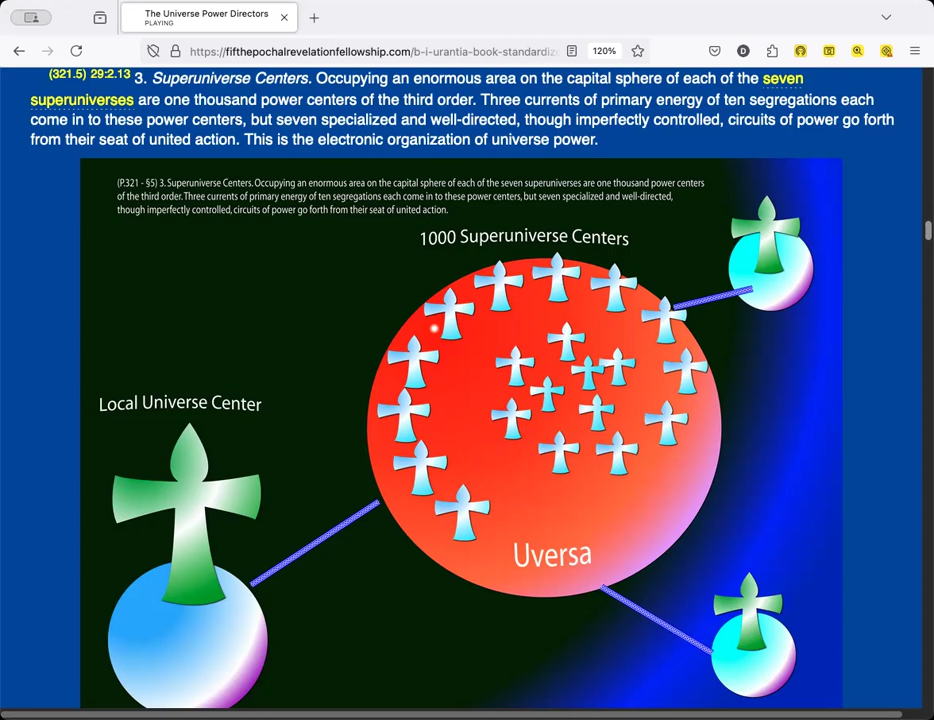 The Universe Power Directors
PLAYING
https://fifthepochalrevelationfellowship.com/b-i-urantia-book-standardiz
120%
(321.5) 29:2.13 3. Superuniverse Centers. Occupying an enormous area on the capital sphere of each of the seven
superuniverses are one thousand power centers of the third order. Three currents of primary energy of ten segregations each
come in to these power centers, but seven specialized and well-directed, though imperfectly controlled, circuits of power go forth
from their seat of united action. This is the electronic organization of universe power.
(P.321 - §5) 3. Superuniverse Centers. Occupying an enormous area on the capital sphere of each of the seven superuniverses are one thousand power centers
of the third order. Three currents of primary energy of ten segregations each come in to these power centers, but seven specialized and well-directed,
though imperfectly controlled, circuits of power go forth from their seat of united action.
1000 Superuniverse Centers
Local Universe Center
Uversa